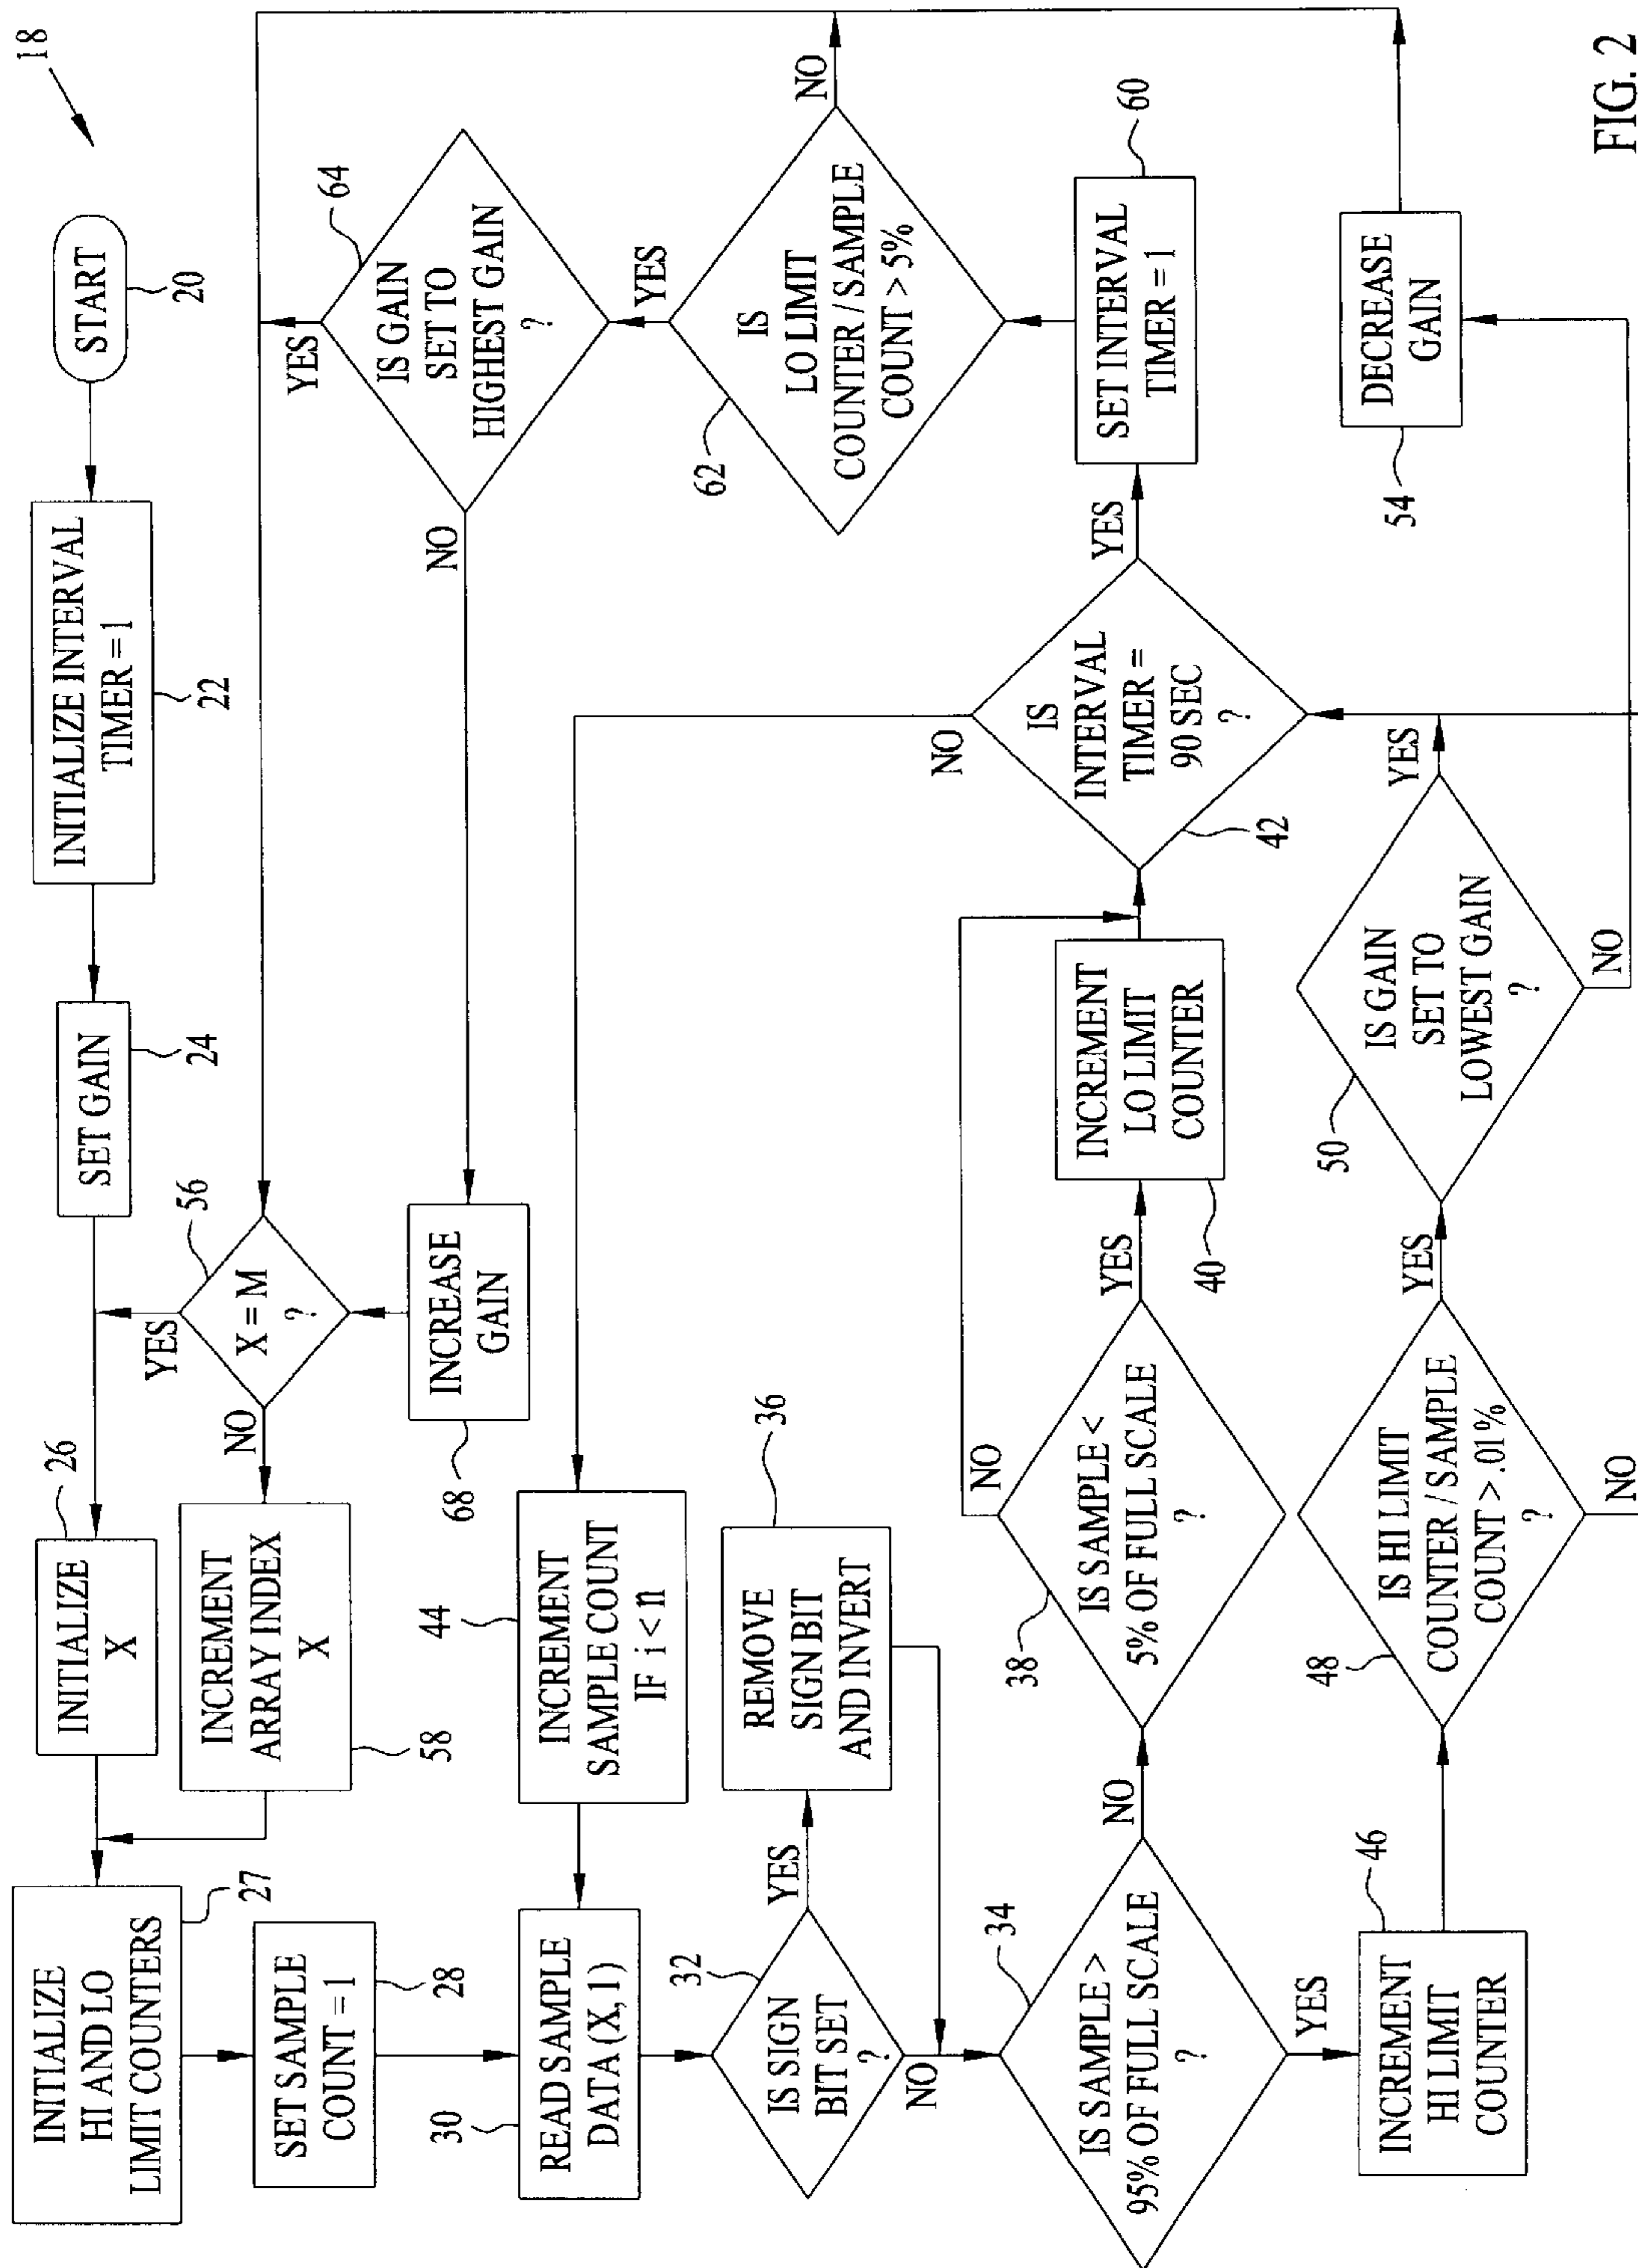 18
START
20
INITIALIZE INTERVAL
TIMER = 1
22
SET GAIN
24
INITIALIZE
X
26
INITIALIZE
HI AND LO
LIMIT COUNTERS
27
SET SAMPLE
COUNT = 1
28
READ SAMPLE
DATA (X, 1)
30
IS SIGN
BIT SET
?
32
YES
NO
REMOVE
SIGN BIT
AND INVERT
36
IS SAMPLE >
95% OF FULL SCALE
?
34
NO
YES
IS SAMPLE <
5% OF FULL SCALE
?
38
NO
YES
INCREMENT
LO LIMIT
COUNTER
40
IS
INTERVAL
TIMER =
90 SEC
?
42
NO
YES
INCREMENT
SAMPLE COUNT
IF i < n
44
INCREMENT
HI LIMIT
COUNTER
46
IS HI LIMIT
COUNTER / SAMPLE
COUNT > .01%
?
48
YES
NO
IS GAIN
SET TO
LOWEST GAIN
?
50
YES
NO
DECREASE
GAIN
54
X = M
?
56
YES
NO
INCREMENT
ARRAY INDEX
X
58
SET INTERVAL
TIMER = 1
60
IS
LO LIMIT
COUNTER / SAMPLE
COUNT > 5%
62
YES
NO
IS GAIN
SET TO
HIGHEST GAIN
?
64
YES
NO
INCREASE
GAIN
68
FIG. 2